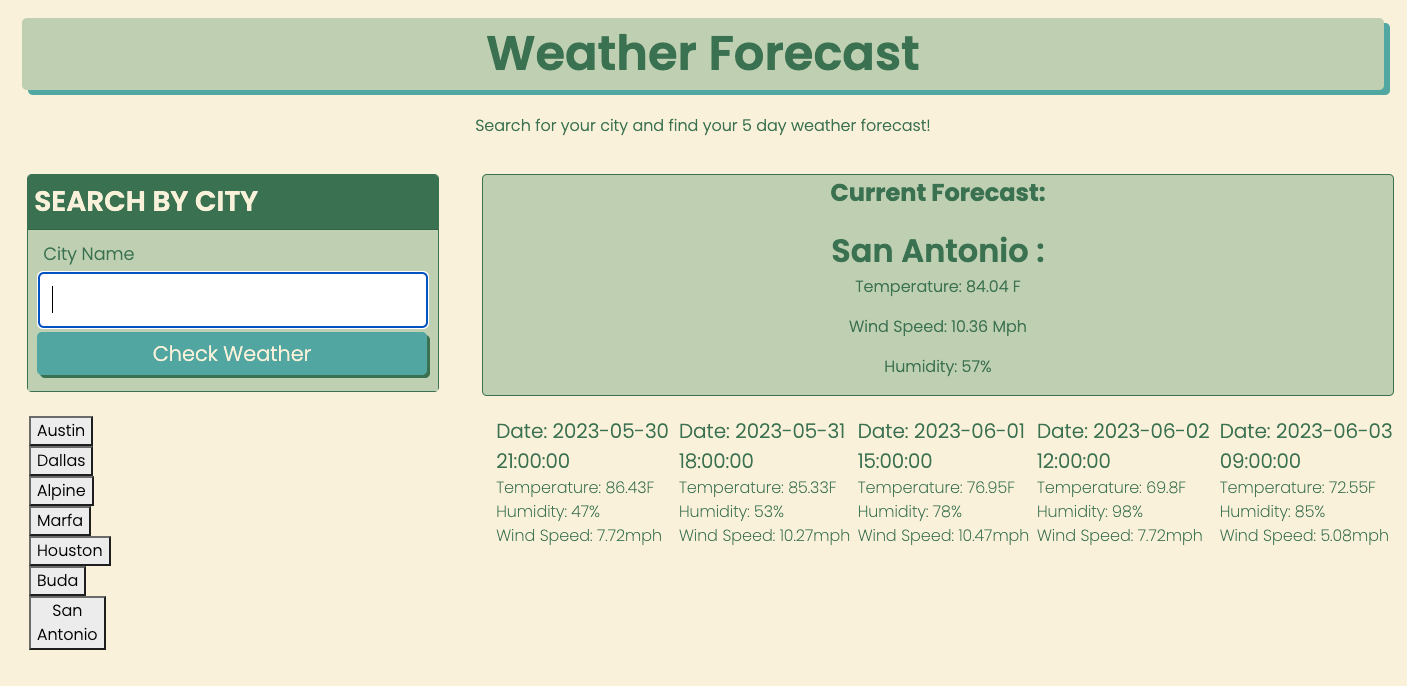 Weather Forecast
Search for your city and find your 5 day weather forecast!
SEARCH BY CITY
City Name
Check Weather
Austin
Dallas
Alpine
Marfa
Houston
Buda
San
Antonio
Current Forecast:
San Antonio :
Temperature: 84.04 F
Wind Speed: 10.36 Mph
Humidity: 57%
Date: 2023-05-30
21:00:00
Temperature: 86.43F
Humidity: 47%
Wind Speed: 7.72mph
Date: 2023-05-31
18:00:00
Temperature: 85.33F
Humidity: 53%
Wind Speed: 10.27mph
Date: 2023-06-01
15:00:00
Temperature: 76.95F
Humidity: 78%
Wind Speed: 10.47mph
Date: 2023-06-02
12:00:00
Temperature: 69.8F
Humidity: 98%
Wind Speed: 7.72mph
Date: 2023-06-03
09:00:00
Temperature: 72.55F
Humidity: 85%
Wind Speed: 5.08mph